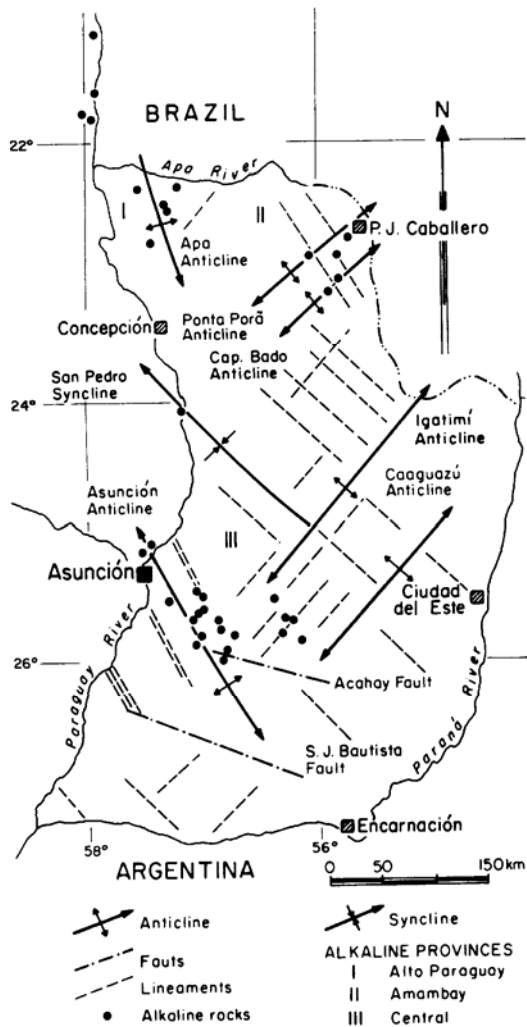 BRAZIL
N
22°
Apa River
I
II
P. J. Caballero
Apa
Anticline
Ponta Porã
Anticline
Concepción
Cap. Bado
Anticline
San Pedro
Syncline
24°
Igatimí
Anticline
Caaguazú
Anticline
Asunción
Anticline
III
Asunción
Ciudad
del Este
26°
Paraguay River
Acahay Fault
Paraná River
S. J. Bautista
Fault
Encarnación
58°
56°
ARGENTINA
0 50 150km
Anticline
Syncline
Fauts
Lineaments
Alkaline rocks
ALKALINE PROVINCES
I Alto Paraguay
II Amambay
III Central